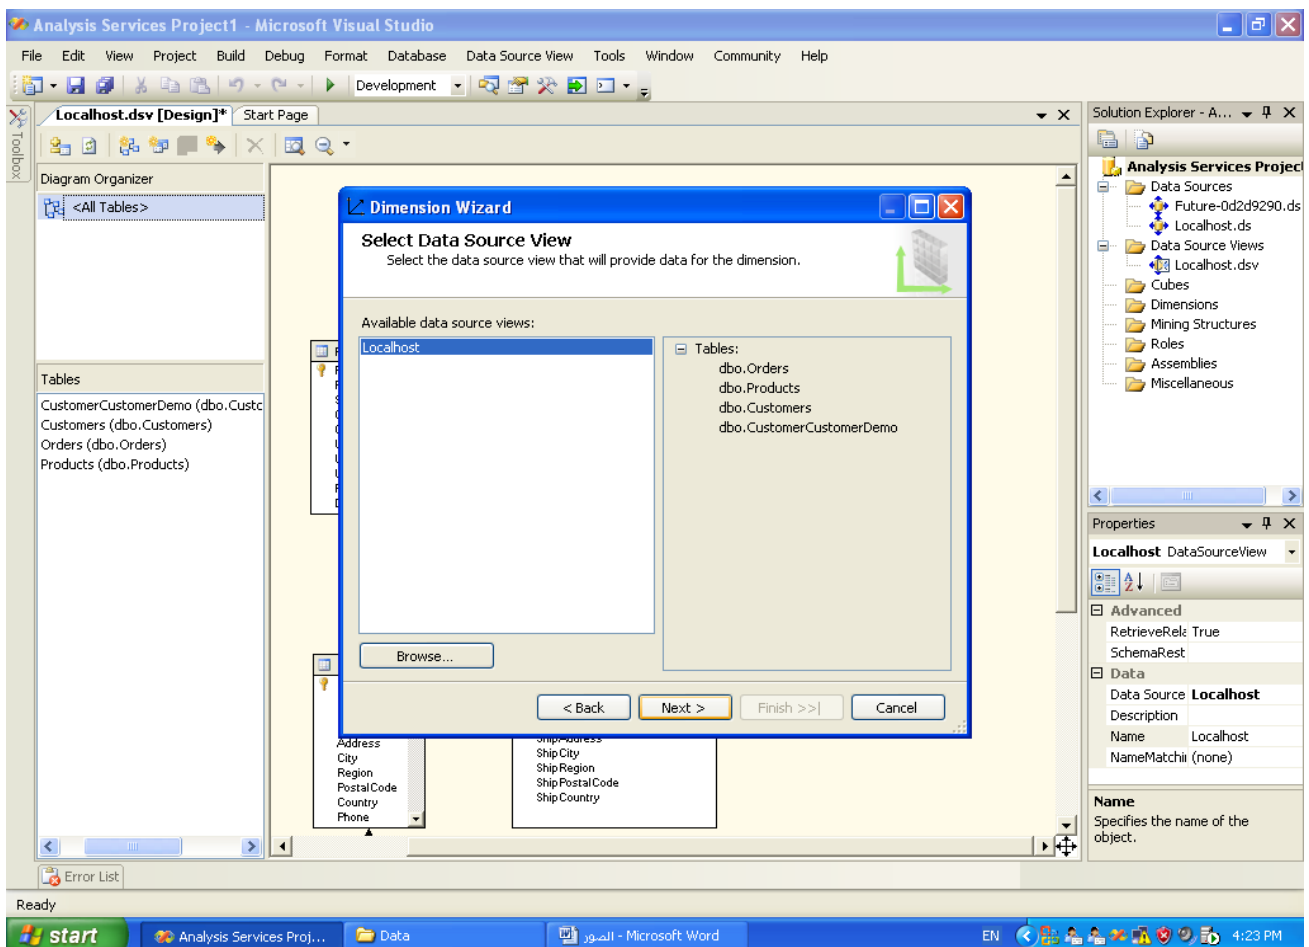 Analysis Services Project1 - Microsoft Visual Studio
File Edit View Project Build Debug Format Database Data Source View Tools Window Community Help
Development
Toolbox
Localhost.dsv [Design]* Start Page
Diagram Organizer
<All Tables>
Tables
CustomerCustomerDemo (dbo.Custc
Customers (dbo.Customers)
Orders (dbo.Orders)
Products (dbo.Products)
Dimension Wizard
Select Data Source View
Select the data source view that will provide data for the dimension.
Available data source views:
Localhost
Tables:
dbo.Orders
dbo.Products
dbo.Customers
dbo.CustomerCustomerDemo
Browse...
< Back Next > Finish >>| Cancel
Address
City
Region
PostalCode
Country
Phone
ShipAddress
ShipCity
ShipRegion
ShipPostalCode
ShipCountry
Solution Explorer - A...
Analysis Services Project
Data Sources
Future-0d2d9290.ds
Localhost.ds
Data Source Views
Localhost.dsv
Cubes
Dimensions
Mining Structures
Roles
Assemblies
Miscellaneous
Properties
Localhost DataSourceView
Advanced
RetrieveRela True
SchemaRest
Data
Data Source Localhost
Description
Name Localhost
NameMatchin (none)
Name
Specifies the name of the
object.
Error List
Ready
start Analysis Services Proj... Data الصور - Microsoft Word EN 4:23 PM